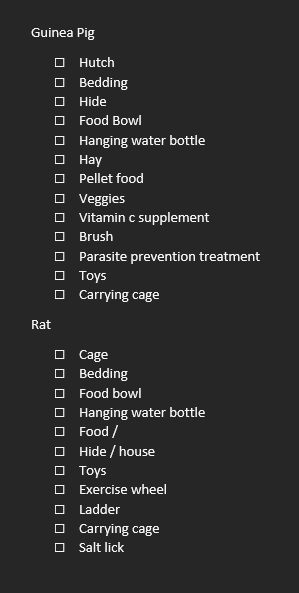 Guinea Pig
☐ Hutch
☐ Bedding
☐ Hide
☐ Food Bowl
☐ Hanging water bottle
☐ Hay
☐ Pellet food
☐ Veggies
☐ Vitamin c supplement
☐ Brush
☐ Parasite prevention treatment
☐ Toys
☐ Carrying cage
Rat
☐ Cage
☐ Bedding
☐ Food bowl
☐ Hanging water bottle
☐ Food /
☐ Hide / house
☐ Toys
☐ Exercise wheel
☐ Ladder
☐ Carrying cage
☐ Salt lick